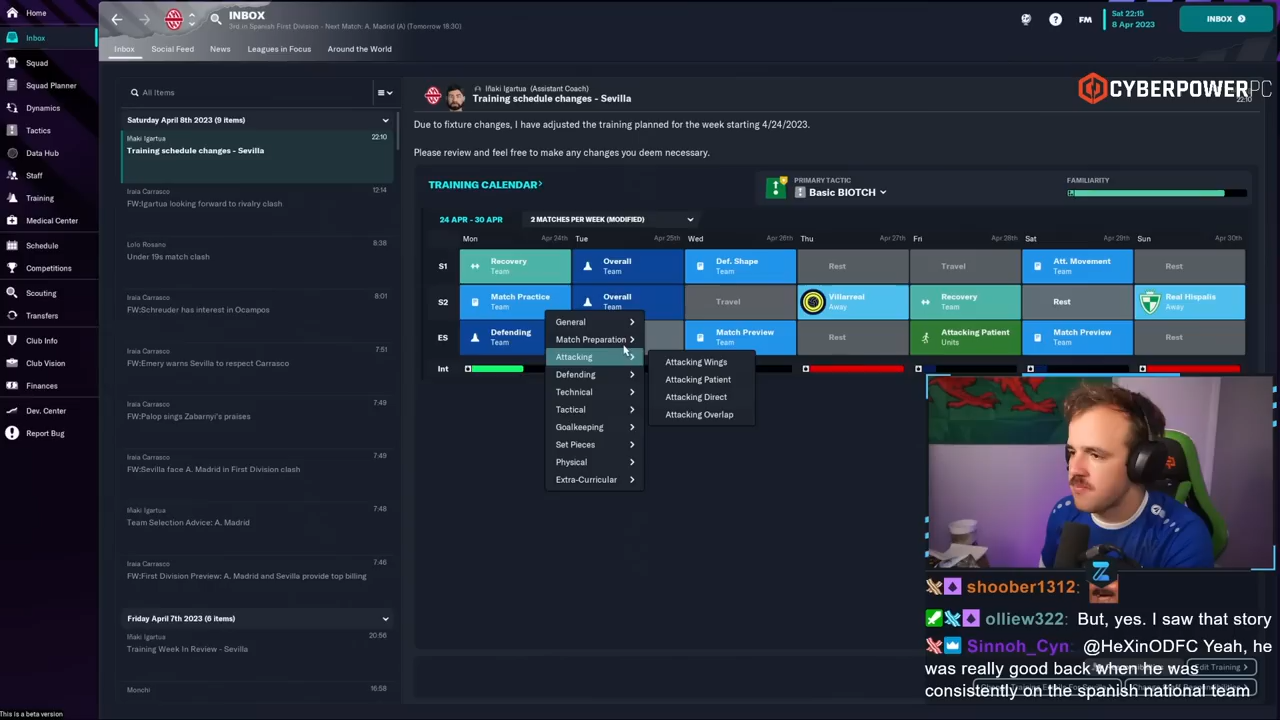 Home
Inbox
Squad
Squad Planner
Dynamics
Tactics
Data Hub
Staff
Training
Medical Center
Schedule
Competitions
Scouting
Transfers
Club Info
Club Vision
Finances
Dev. Center
Report Bug
This is a beta version
INBOX
3rd in Spanish First Division - Next Match: A. Madrid (A) (Tomorrow 18:30)
FM
Sat 22:15
8 Apr 2023
INBOX
Inbox
Social Feed
News
Leagues in Focus
Around the World
All Items
Saturday April 8th 2023 (9 items)
Iñaki Igartua
22:10
Training schedule changes - Sevilla
Iraia Carrasco
12:14
FW:Igartua looking forward to rivalry clash
Lolo Rosano
8:38
Under 19s match clash
Iraia Carrasco
8:01
FW:Schreuder has interest in Ocampos
Iraia Carrasco
7:51
FW:Emery warns Sevilla to respect Carrasco
Iraia Carrasco
7:49
FW:Palop sings Zabarnyi's praises
Iraia Carrasco
7:49
FW:Sevilla face A. Madrid in First Division clash
Iñaki Igartua
7:48
Team Selection Advice: A. Madrid
Iraia Carrasco
7:46
FW:First Division Preview: A. Madrid and Sevilla provide top billing
Friday April 7th 2023 (6 items)
Iñaki Igartua
20:56
Training Week In Review - Sevilla
Monchi
16:58
Iñaki Igartua (Assistant Coach)
Training schedule changes - Sevilla
CYBERPOWERPC
22:10
Due to fixture changes, I have adjusted the training planned for the week starting 4/24/2023.
Please review and feel free to make any changes you deem necessary.
TRAINING CALENDAR
PRIMARY TACTIC
Basic BIOTCH
FAMILIARITY
24 APR - 30 APR
2 MATCHES PER WEEK (MODIFIED)
Mon Apr 24th
Tue Apr 25th
Wed Apr 26th
Thu Apr 27th
Fri Apr 28th
Sat Apr 29th
Sun Apr 30th
S1
Recovery
Team
Overall
Team
Def. Shape
Team
Rest
Travel
Att. Movement
Team
Rest
S2
Match Practice
Team
Overall
Team
Travel
Villarreal
Away
Recovery
Team
Rest
Real Hispalis
Away
ES
Defending
Team
Match Preview
Team
Rest
Attacking Patient
Units
Match Preview
Team
Rest
Int
General
Match Preparation
Attacking
Defending
Technical
Tactical
Goalkeeping
Set Pieces
Physical
Extra-Curricular
Attacking Wings
Attacking Patient
Attacking Direct
Attacking Overlap
shoober1312:
olliew322: But, yes. I saw that story
Sinnoh_Cyn: @HeXinODFC Yeah, he
was really good back when he was
consistently on the spanish national team
Edit Training